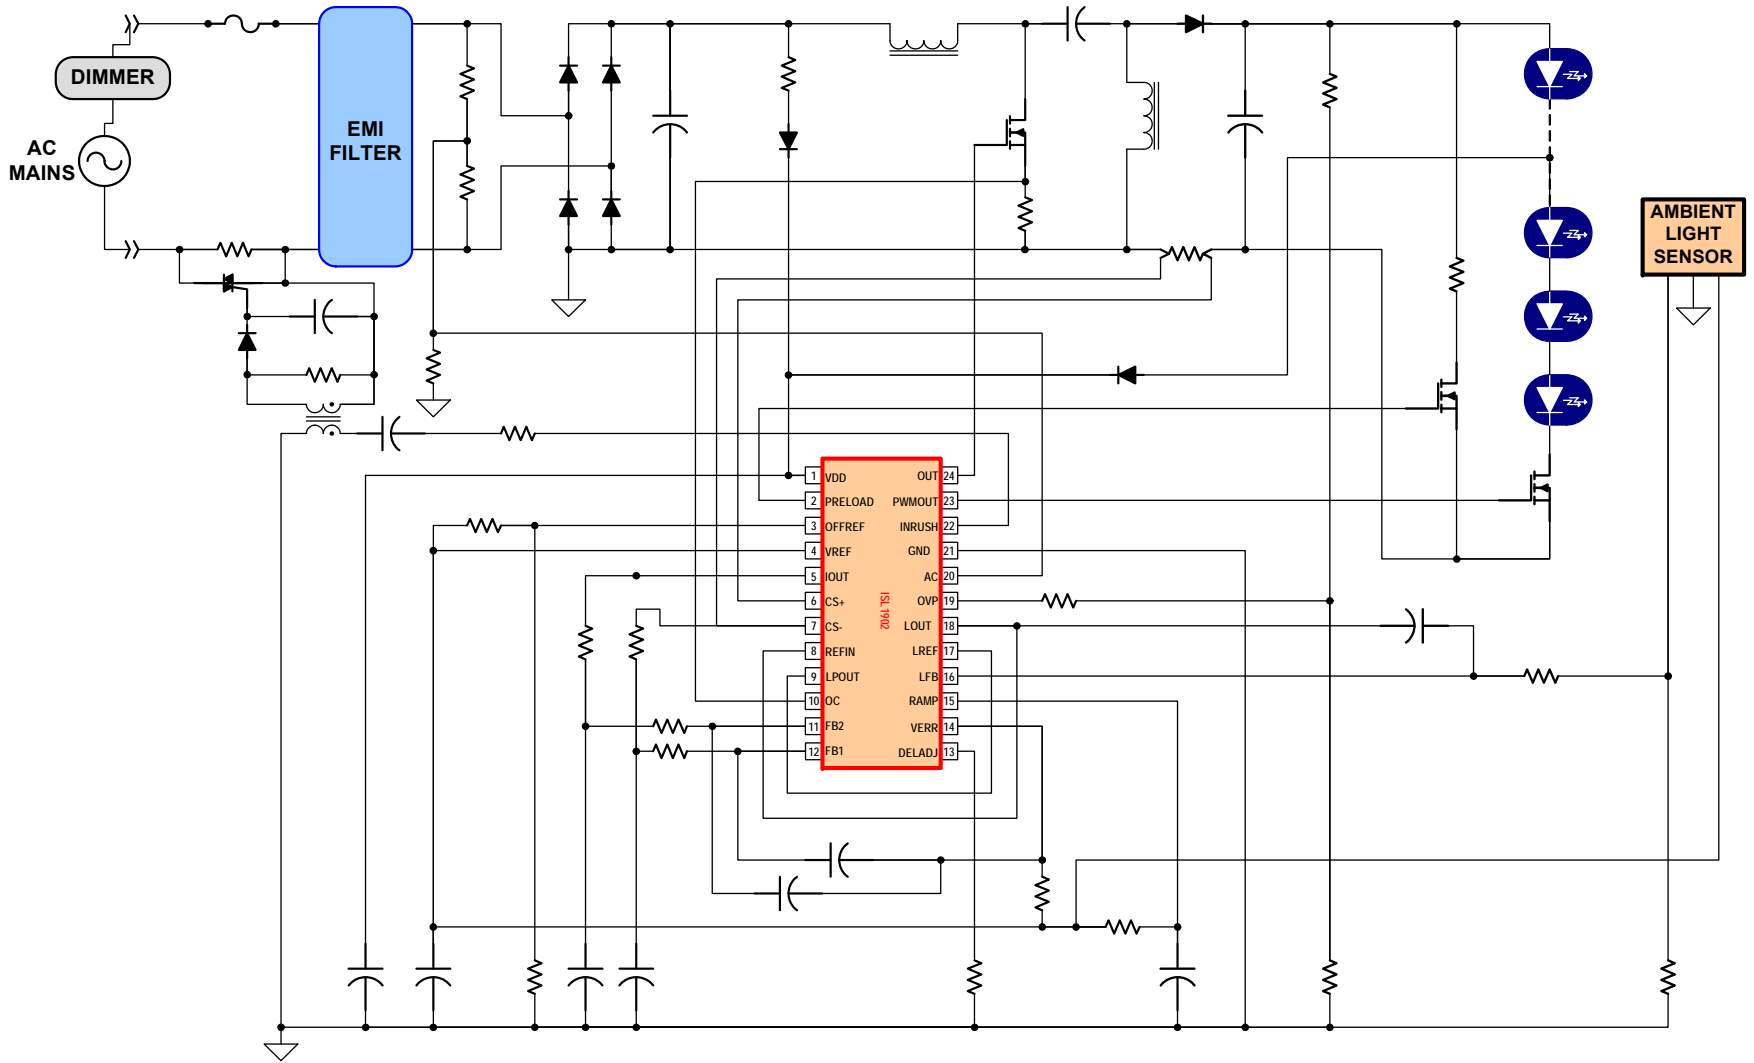 DIMMER
AC
MAINS
EMI
FILTER
AMBIENT
LIGHT
SENSOR
1 VDD
2 PRELOAD
3 OFFREF
4 VREF
5 IOUT
6 CS+
7 CS-
8 REFIN
9 LPOUT
10 OC
11 FB2
12 FB1
ISL1902
OUT 24
PWMOUT 23
INRUSH 22
GND 21
AC 20
OVP 19
LOUT 18
LREF 17
LFB 16
RAMP 15
VERR 14
DELADJ 13